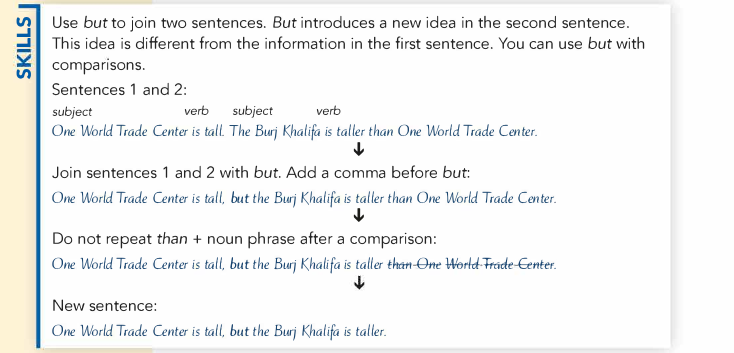 SKILLS
Use but to join two sentences. But introduces a new idea in the second sentence.
This idea is different from the information in the first sentence. You can use but with
comparisons.
Sentences 1 and 2:
subject verb subject verb
One World Trade Center is tall. The Burj Khalifa is taller than One World Trade Center.
Join sentences 1 and 2 with but. Add a comma before but:
One World Trade Center is tall, but the Burj Khalifa is taller than One World Trade Center.
Do not repeat than + noun phrase after a comparison:
One World Trade Center is tall, but the Burj Khalifa is taller than One World Trade Center.
New sentence:
One World Trade Center is tall, but the Burj Khalifa is taller.